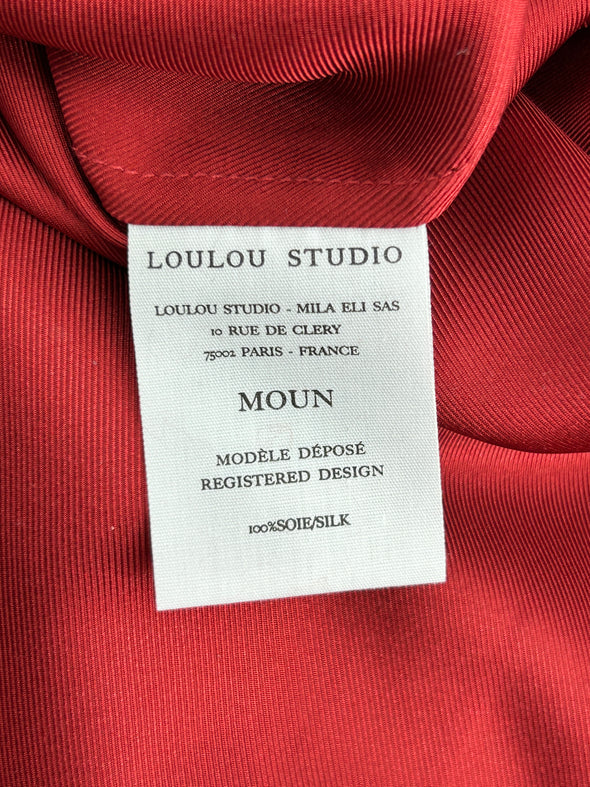 LOULOU STUDIO
LOULOU STUDIO - MILA ELI SAS
10 RUE DE CLERY
75002 PARIS - FRANCE
MOUN
MODÈLE DÉPOSÉ
REGISTERED DESIGN
100%SOIE/SILK